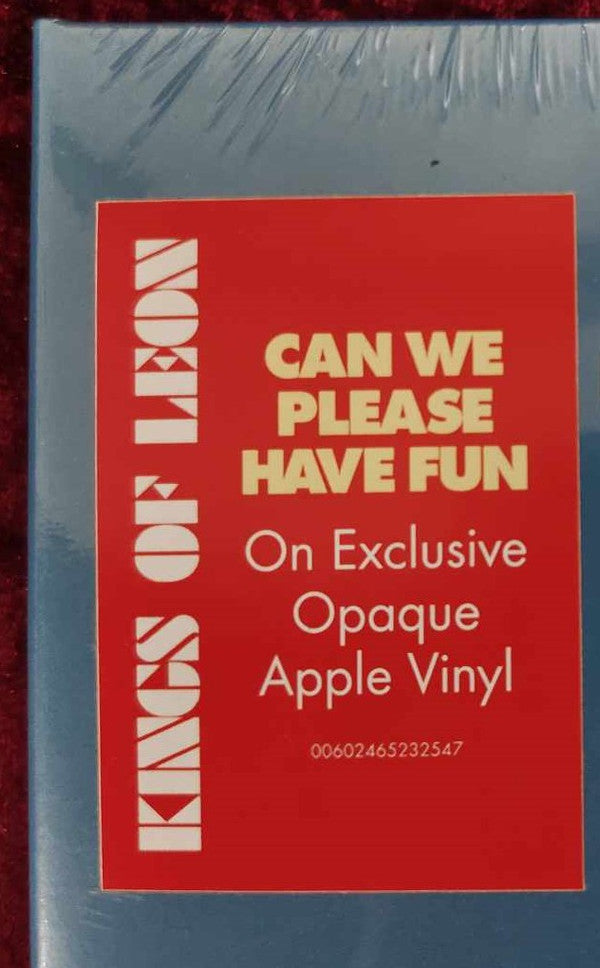 KINGS OF LEON
CAN WE
PLEASE
HAVE FUN
On Exclusive
Opaque
Apple Vinyl
00602465232547